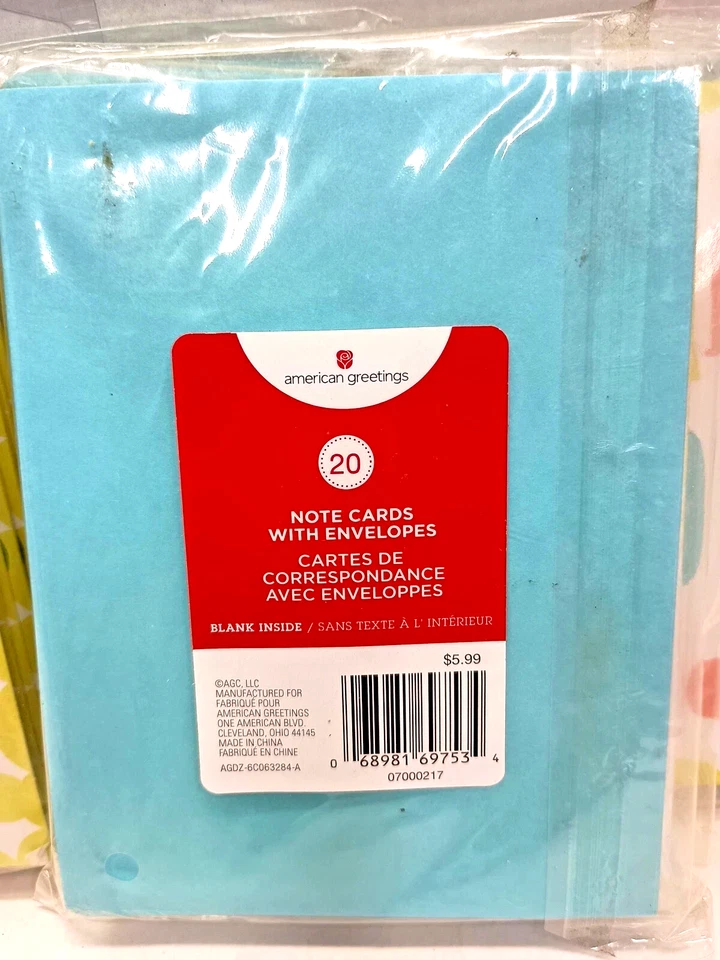 american greetings
20
NOTE CARDS
WITH ENVELOPES
CARTES DE
CORRESPONDANCE
AVEC ENVELOPPES
BLANK INSIDE / SANS TEXTE À L' INTÉRIEUR
$5.99
©AGC, LLC
MANUFACTURED FOR
FABRIQUÉ POUR
AMERICAN GREETINGS
ONE AMERICAN BLVD.
CLEVELAND, OHIO 44145
MADE IN CHINA
FABRIQUÉ EN CHINE
AGDZ-6C063284-A
0 68981 69753 4
07000217